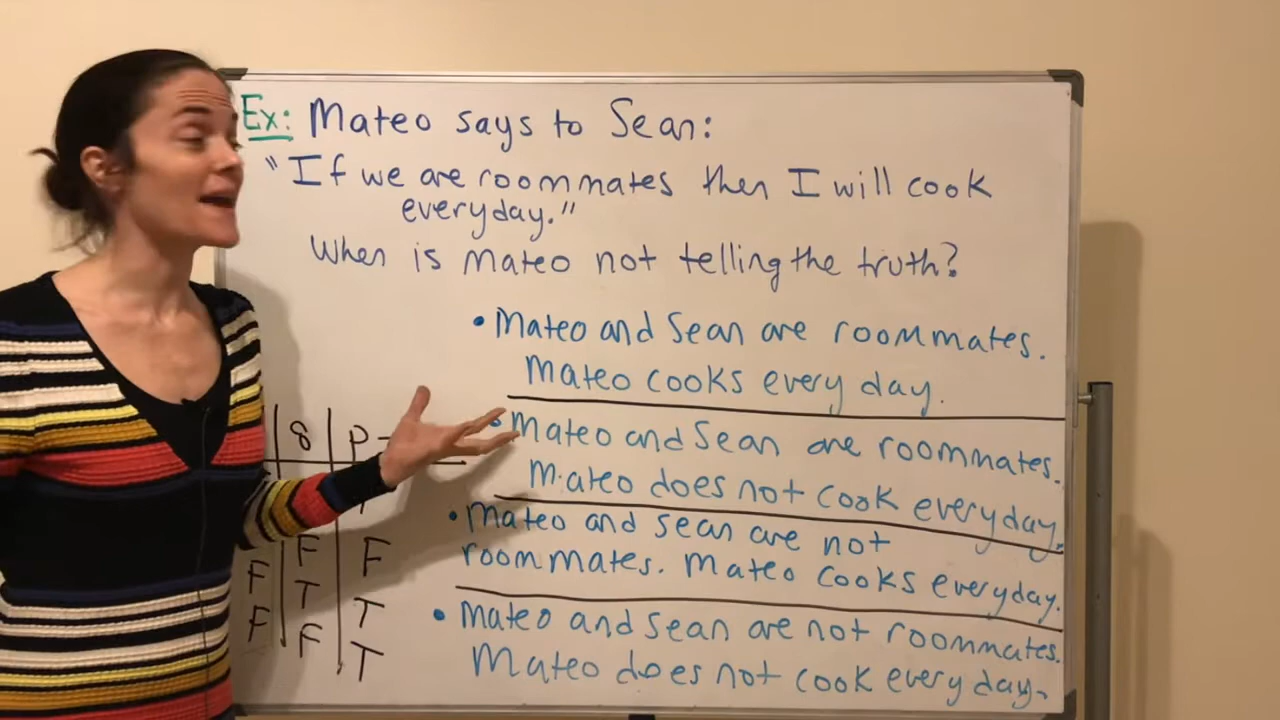 Ex: Mateo says to Sean:
"If we are roommates then I will cook
everyday."
When is Mateo not telling the truth?
• Mateo and Sean are roommates.
Mateo cooks every day.
• Mateo and Sean are roommates.
Mateo does not cook everyday.
• Mateo and Sean are not
roommates. Mateo cooks everyday.
• Mateo and Sean are not roommates.
Mateo does not cook every day.
P
F F
F T T
F F T